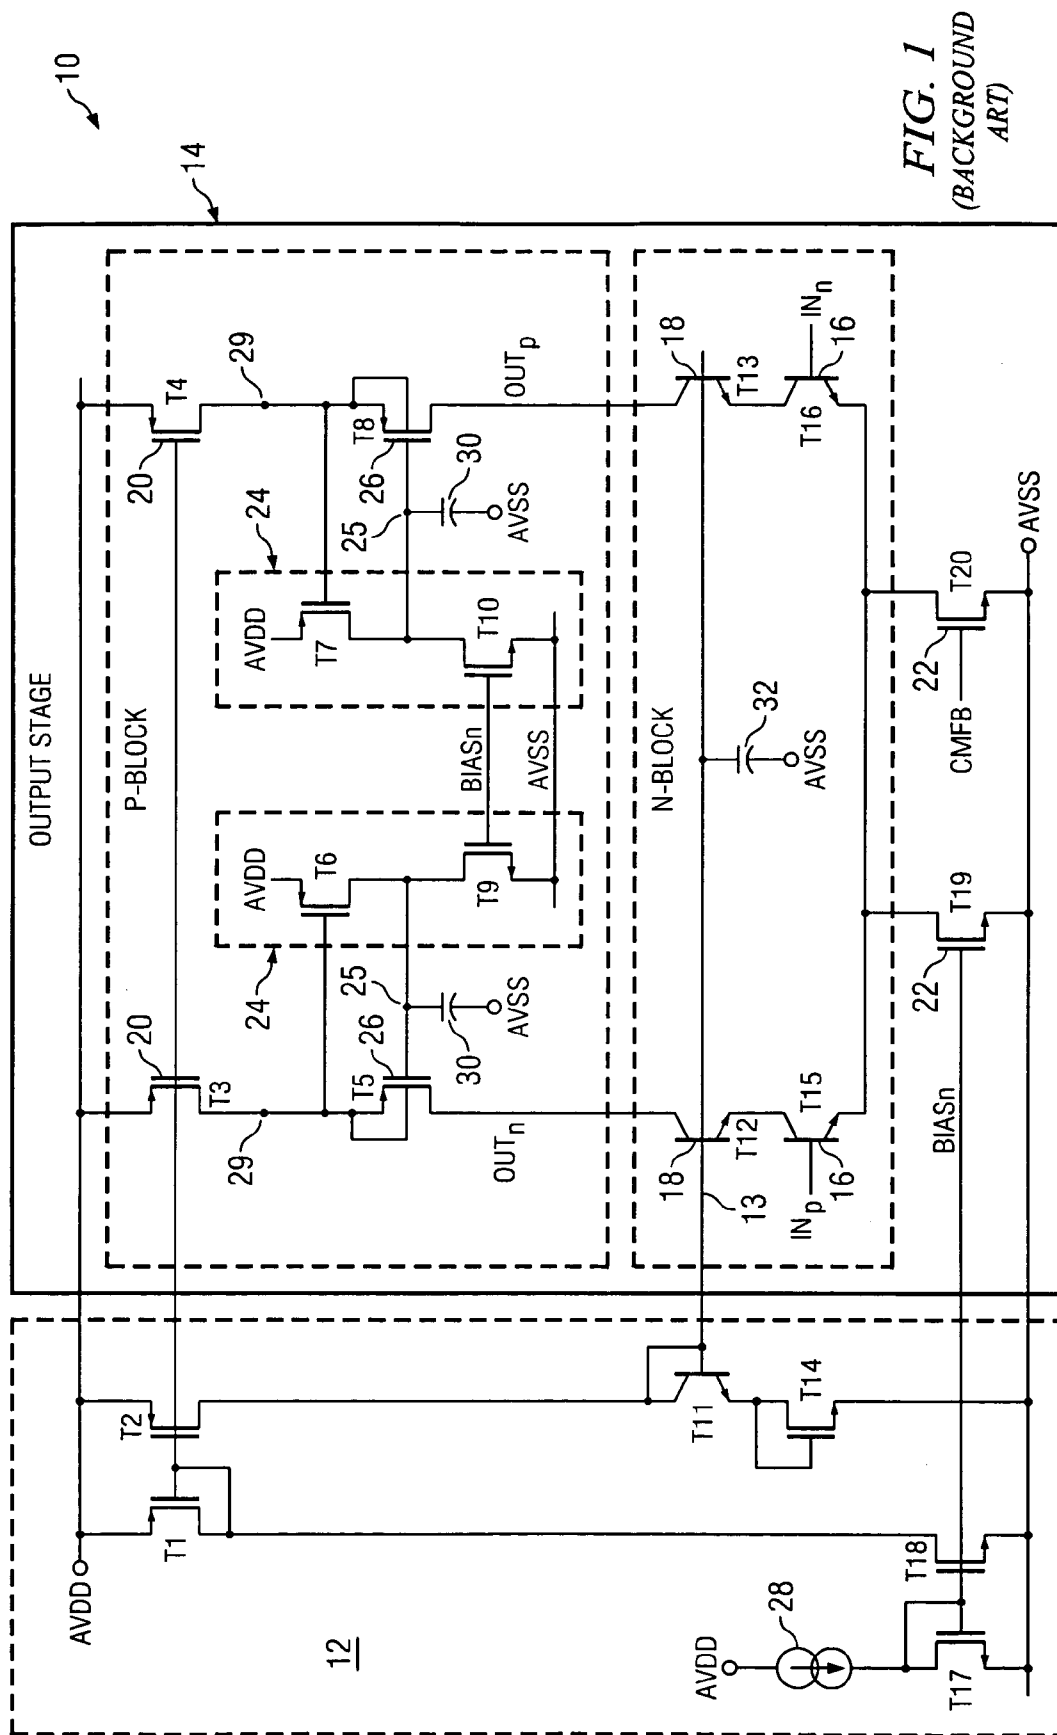 10
14
FIG. 1
(BACKGROUND
ART)
OUTPUT STAGE
P-BLOCK
20
T3
20
T4
29
29
24
AVDD
T6
24
AVDD
T7
T5
26
25
30
AVSS
T8
26
25
30
AVSS
T9
BIASn
T10
AVSS
OUTn
OUTp
N-BLOCK
18
T12
13
18
T13
32
AVSS
INp
16
T15
INn
16
T16
22
T19
BIASn
22
T20
CMFB
AVSS
AVDD
T1
T2
12
T11
T14
AVDD
28
T17
T18